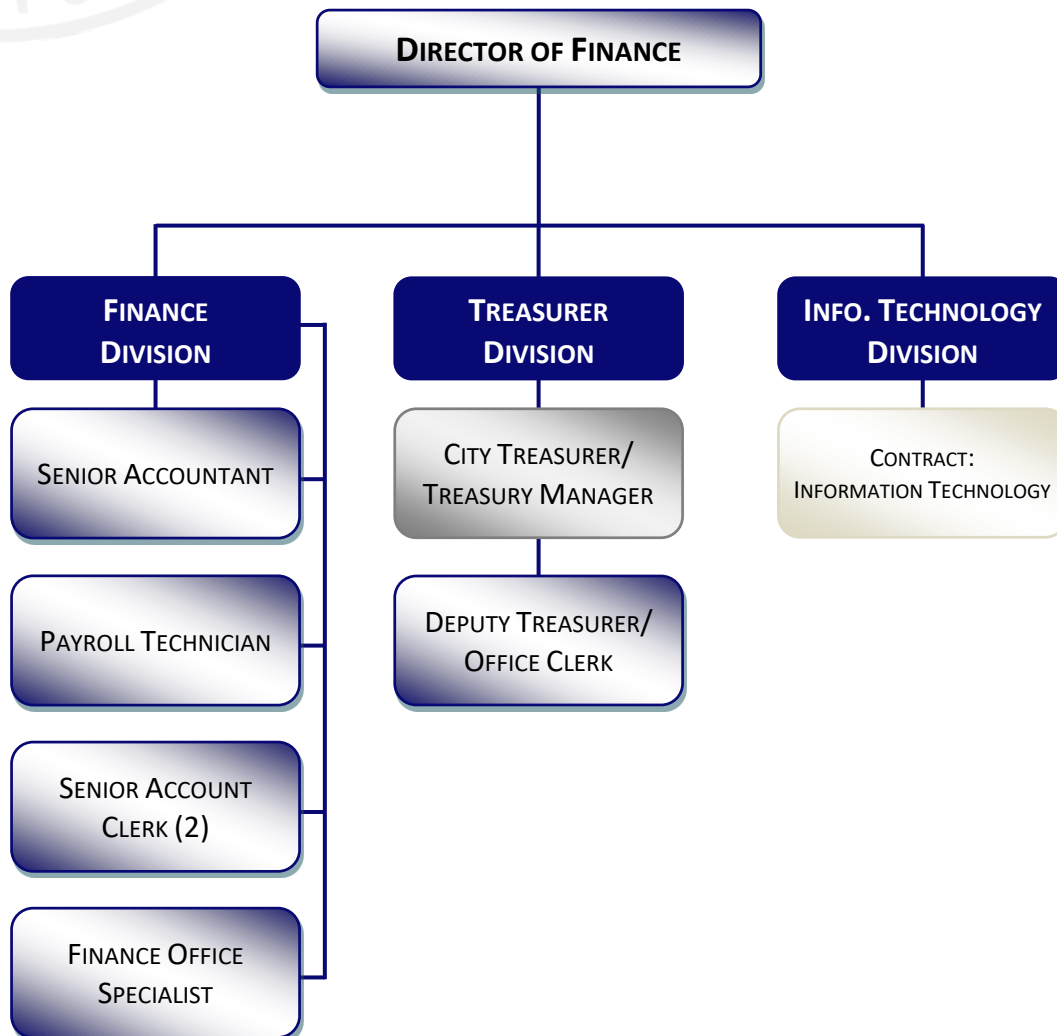 DIRECTOR OF FINANCE
FINANCE
DIVISION
SENIOR ACCOUNTANT
PAYROLL TECHNICIAN
SENIOR ACCOUNT
CLERK (2)
FINANCE OFFICE
SPECIALIST
TREASURER
DIVISION
CITY TREASURER/
TREASURY MANAGER
DEPUTY TREASURER/
OFFICE CLERK
INFO. TECHNOLOGY
DIVISION
CONTRACT:
INFORMATION TECHNOLOGY